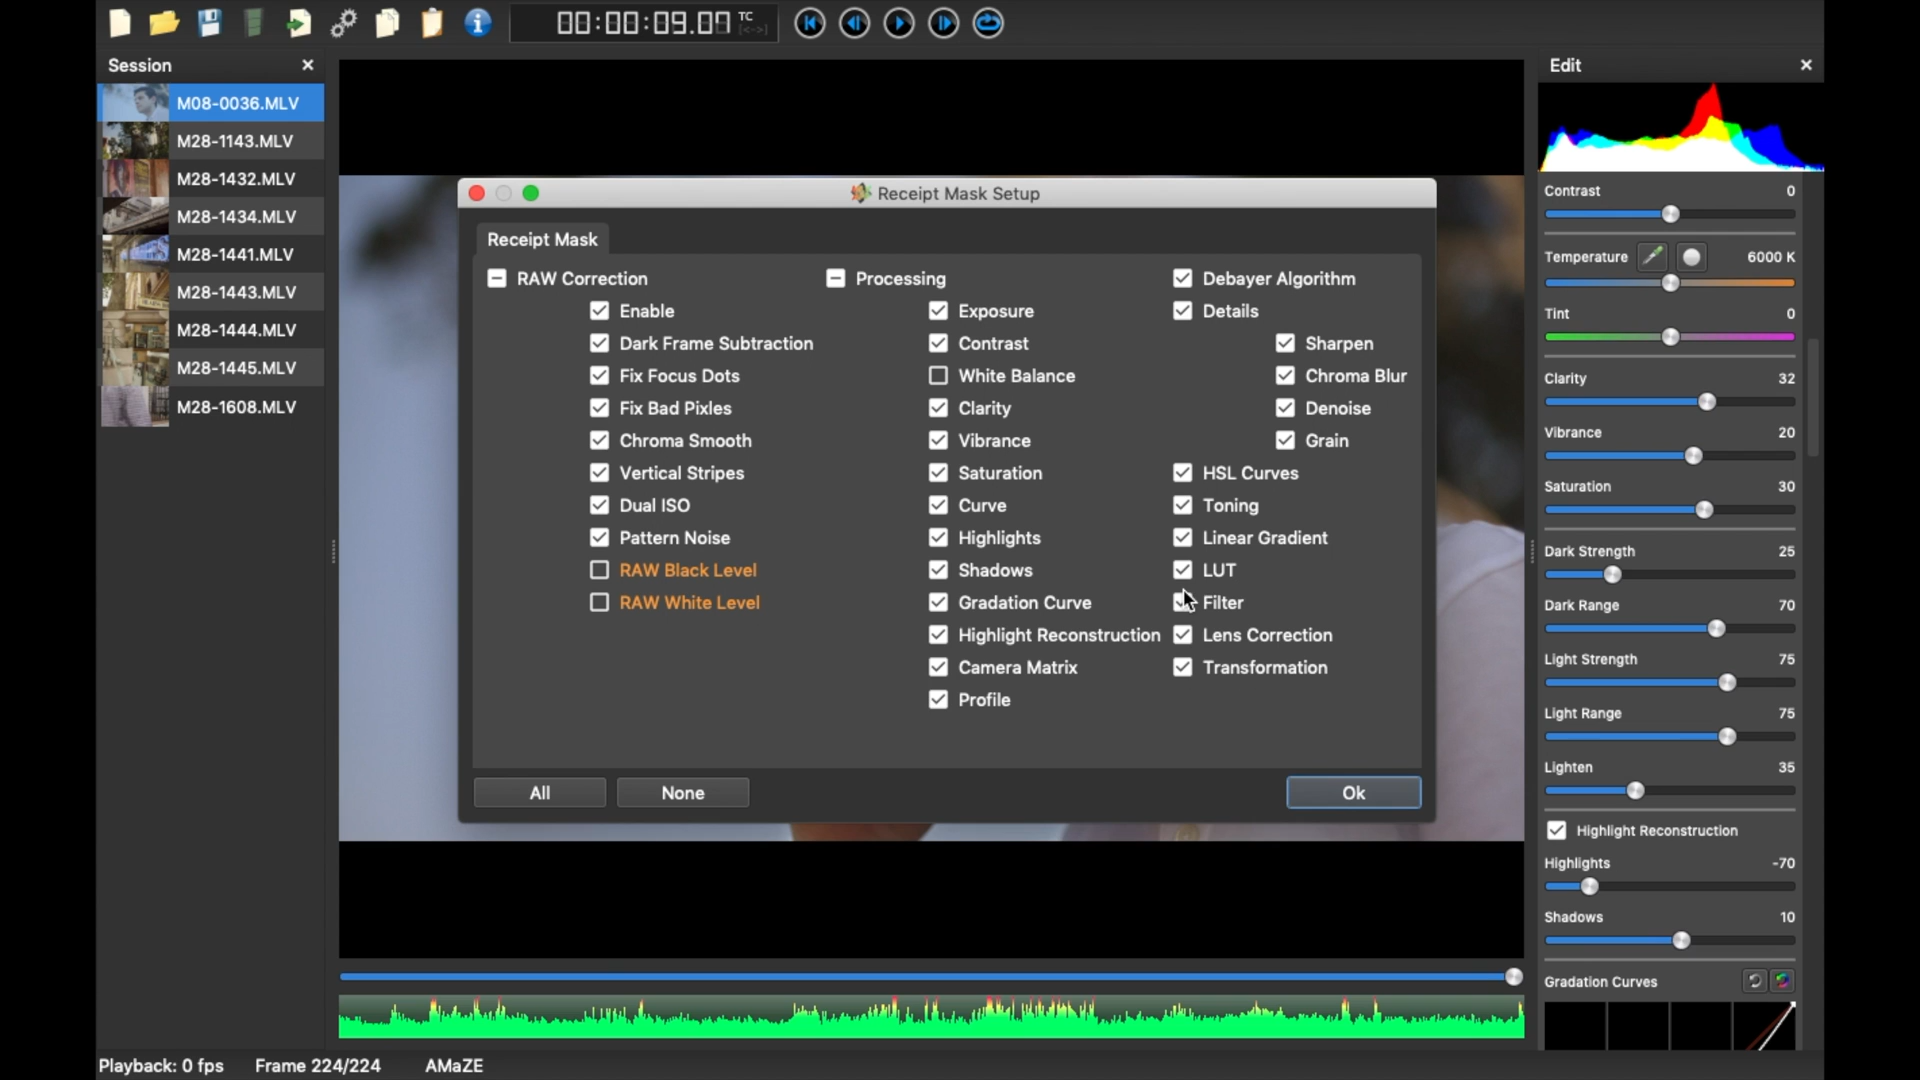 00:00:09.07 TC
Session
Edit
M08-0036.MLV
M28-1143.MLV
M28-1432.MLV
M28-1434.MLV
M28-1441.MLV
M28-1443.MLV
M28-1444.MLV
M28-1445.MLV
M28-1608.MLV
Receipt Mask Setup
Receipt Mask
RAW Correction
Enable
Dark Frame Subtraction
Fix Focus Dots
Fix Bad Pixles
Chroma Smooth
Vertical Stripes
Dual ISO
Pattern Noise
RAW Black Level
RAW White Level
Processing
Exposure
Contrast
White Balance
Clarity
Vibrance
Saturation
Curve
Highlights
Shadows
Gradation Curve
Highlight Reconstruction
Camera Matrix
Profile
Debayer Algorithm
Details
Sharpen
Chroma Blur
Denoise
Grain
HSL Curves
Toning
Linear Gradient
LUT
Filter
Lens Correction
Transformation
All
None
Ok
Contrast 0
Temperature 6000 K
Tint 0
Clarity 32
Vibrance 20
Saturation 30
Dark Strength 25
Dark Range 70
Light Strength 75
Light Range 75
Lighten 35
Highlight Reconstruction
Highlights -70
Shadows 10
Gradation Curves
Playback: 0 fps
Frame 224/224
AMaZE